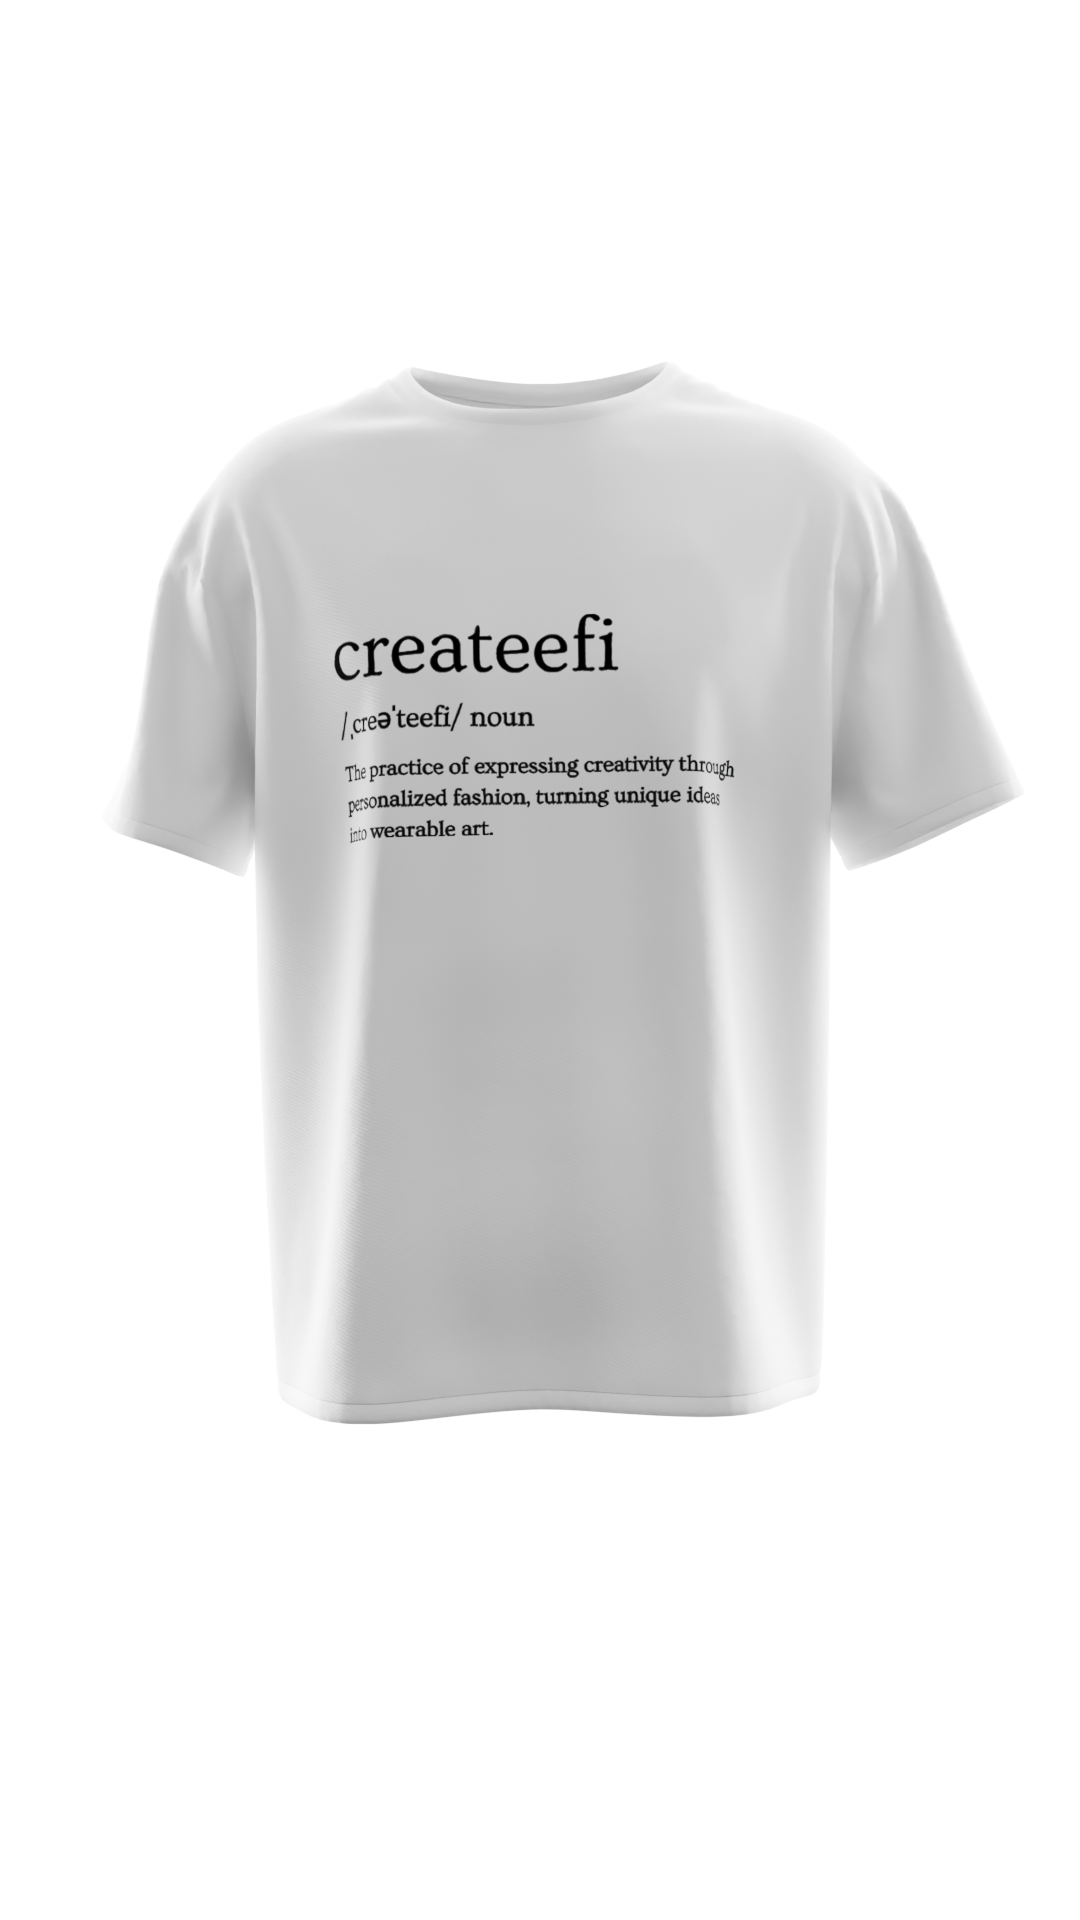 createefi
/ˌcreəˈteefi/ noun
The practice of expressing creativity through
personalized fashion, turning unique ideas
into wearable art.